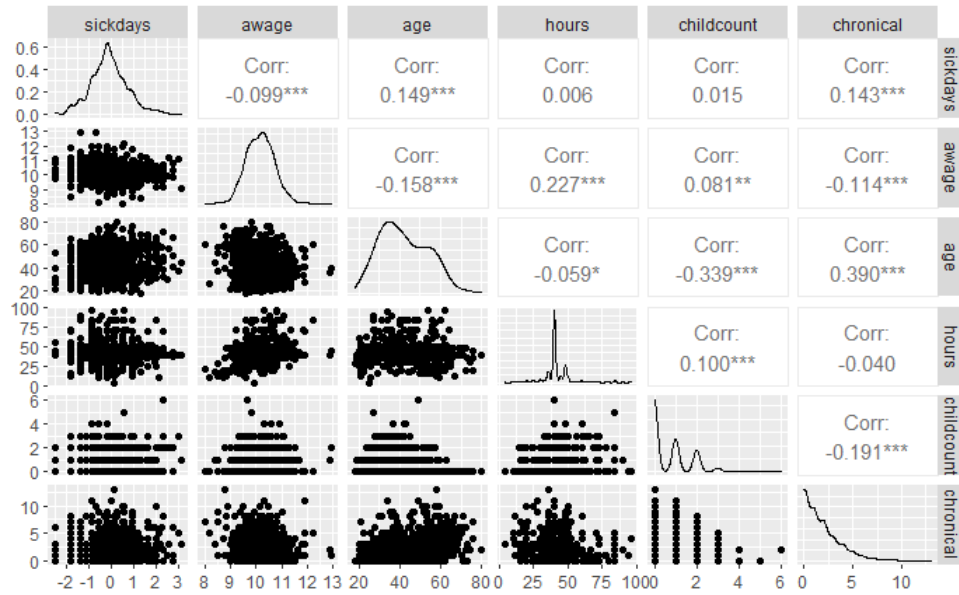 sickdays awage age hours childcount chronical
0.6
0.4
0.2
0.0
Corr:
-0.099***
Corr:
0.149***
Corr:
0.006
Corr:
0.015
Corr:
0.143***
sickdays
13
12
11
10
9
8
Corr:
-0.158***
Corr:
0.227***
Corr:
0.081**
Corr:
-0.114***
awage
80
60
40
20
Corr:
-0.059*
Corr:
-0.339***
Corr:
0.390***
age
100
75
50
25
0
Corr:
0.100***
Corr:
-0.040
hours
6
4
2
0
Corr:
-0.191***
childcount
10
5
0
chronical
-2 -1 0 1 2 3 8 9 10 11 12 13 20 40 60 80 0 25 50 75 100 0 2 4 6 0 5 10